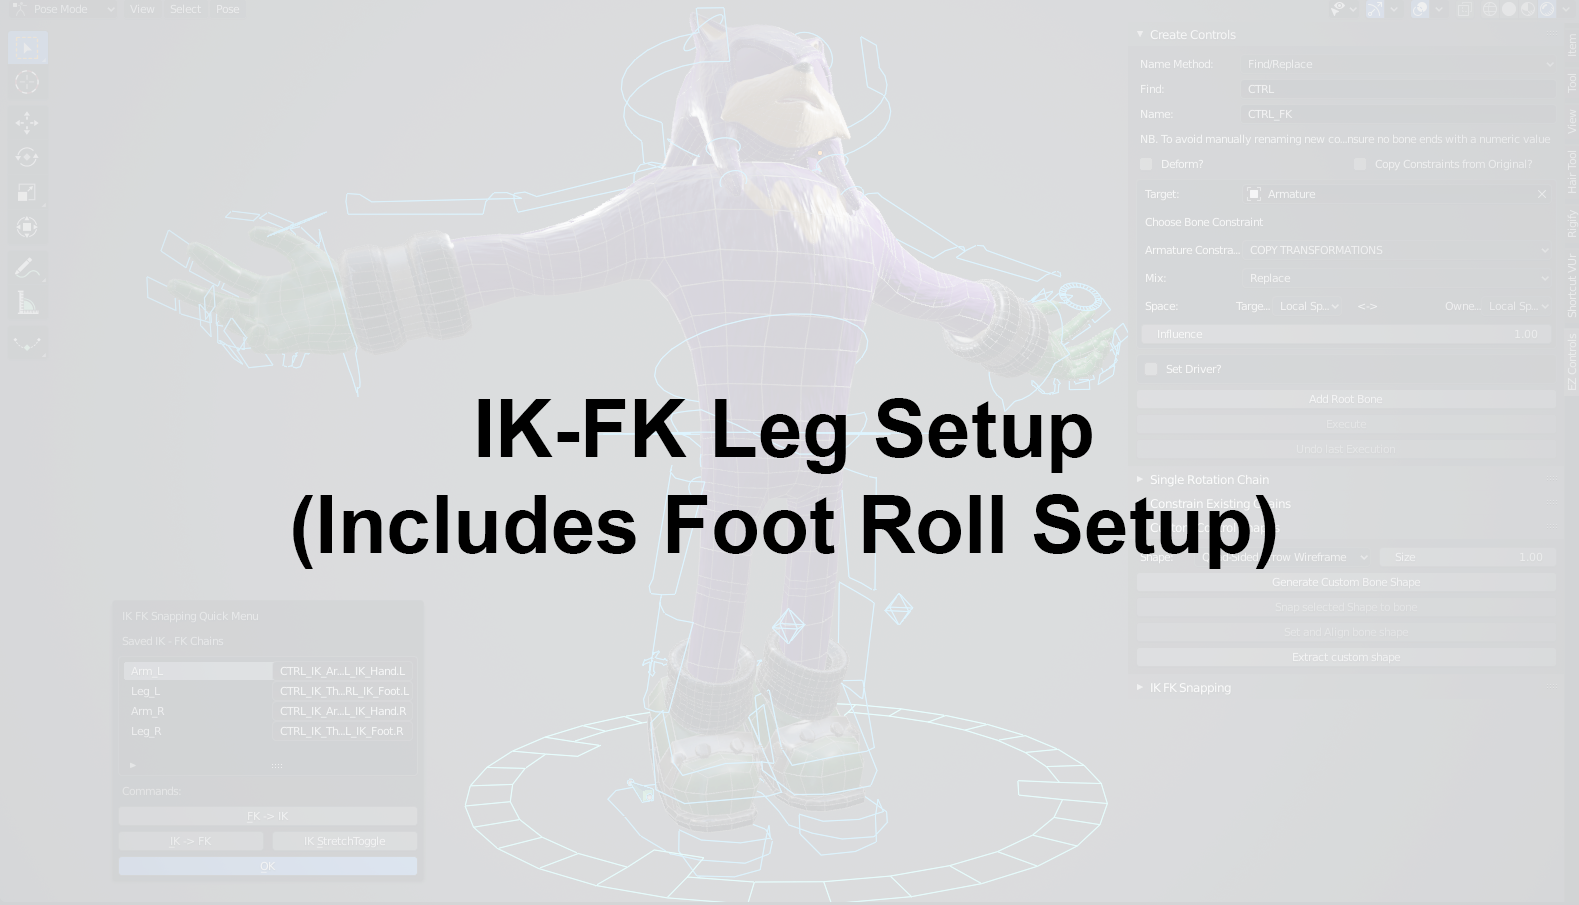 Pose Mode View Select Pose
Create Controls
Name Method: Find/Replace
Find: CTRL
Name: CTRL_FK
NB. To avoid manually renaming new co...nsure no bone ends with a numeric value
Deform? Copy Constraints from Original?
Target: Armature
Choose Bone Constraint
Armature Constra... COPY TRANSFORMATIONS
Mix: Replace
Space: Targe... Local Sp... <-> Owne... Local Sp...
Influence 1.00
Set Driver?
Add Root Bone
Execute
Undo last Execution
Single Rotation Chain
Constrain Existing Chains
Shape: Wireframe Size 1.00
Generate Custom Bone Shape
Snap selected Shape to bone
Set and align bone shape
Extract custom shape
IK FK Snapping
Item
Tool
View
Hair Tool
Rigify
Shortcut VUr
EZ Controls
IK-FK Leg Setup
(Includes Foot Roll Setup)
IK FK Snapping Quick Menu
Saved IK - FK Chains
Arm_L CTRL_IK_Ar...L_IK_Hand.L
Leg_L CTRL_IK_Th...RL_IK_Foot.L
Arm_R CTRL_IK_Ar...L_IK_Hand.R
Leg_R CTRL_IK_Th...L_IK_Foot.R
Commands:
FK -> IK
IK -> FK IK StretchToggle
OK